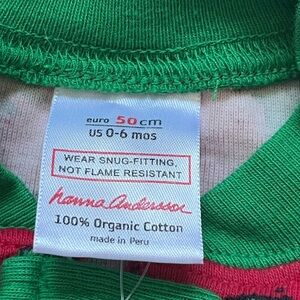 euro 50 cm
US 0-6 mos
WEAR SNUG-FITTING,
NOT FLAME RESISTANT
hanna andersson
100% Organic Cotton
made in Peru